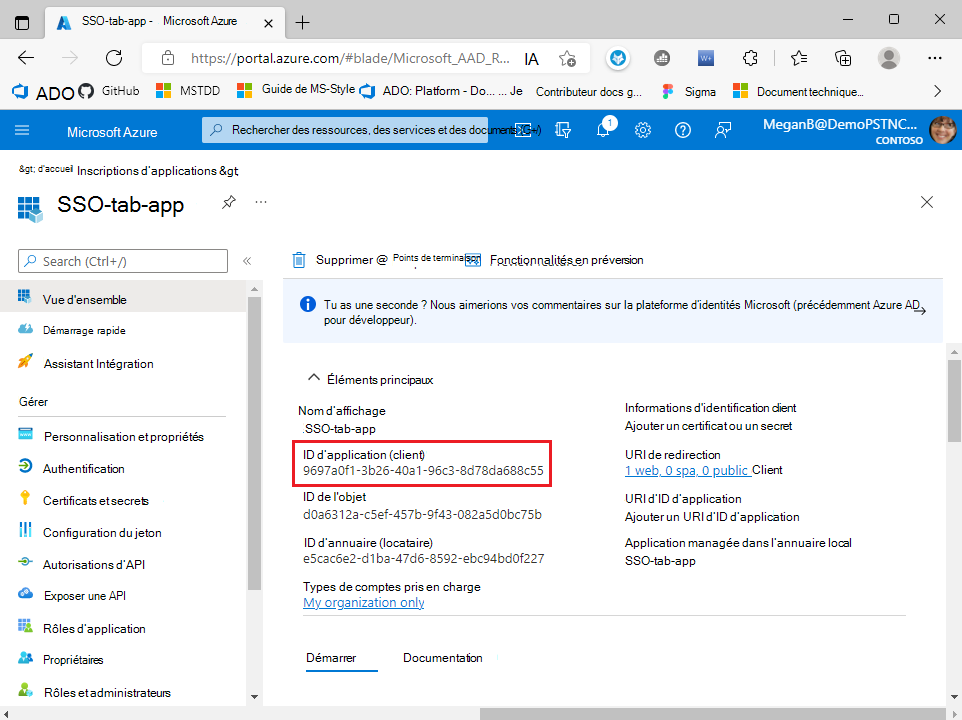 SSO-tab-app - Microsoft Azure
https://portal.azure.com/#blade/Microsoft_AAD_R... IA
ADO GitHub MSTDD Guide de MS-Style ADO: Platform - Do... ... Je Contributeur docs g... Sigma Document technique...
Microsoft Azure Rechercher des ressources, des services et des documents (G+/) 1 MeganB@DemoPSTNC...
CONTOSO
&gt; d'accueil Inscriptions d'applications &gt;
SSO-tab-app ...
Search (Ctrl+/) «
Supprimer @ Points de terminaison Fonctionnalités en préversion
Vue d'ensemble
Démarrage rapide
Assistant Intégration
Gérer
Personnalisation et propriétés
Authentification
Certificats et secrets
Configuration du jeton
Autorisations d'API
Exposer une API
Rôles d'application
Propriétaires
Rôles et administrateurs
Tu as une seconde ? Nous aimerions vos commentaires sur la plateforme d'identités Microsoft (précédemment Azure AD
pour développeur).
Éléments principaux
Nom d'affichage
.SSO-tab-app
ID d'application (client)
9697a0f1-3b26-40a1-96c3-8d78da688c55
ID de l'objet
d0a6312a-c5ef-457b-9f43-082a5d0bc75b
ID d'annuaire (locataire)
e5cac6e2-d1ba-47d6-8592-ebc94bd0f227
Types de comptes pris en charge
My organization only
Informations d'identification client
Ajouter un certificat ou un secret
URI de redirection
1 web, 0 spa, 0 public Client
URI d'ID d'application
Ajouter un URI d'ID d'application
Application managée dans l'annuaire local
SSO-tab-app
Démarrer Documentation